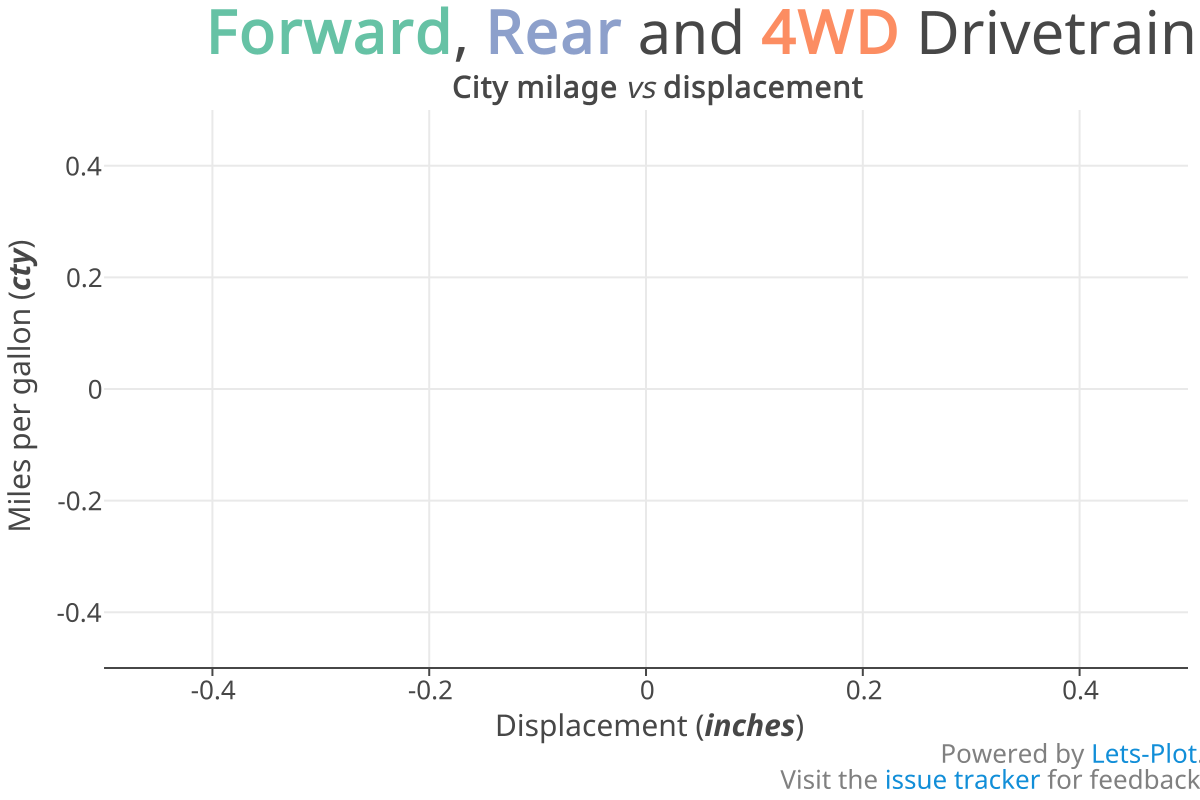 Forward, Rear and 4WD Drivetrain
City milage vs displacement
0.4
0.2
0
-0.2
-0.4
Miles per gallon (cty)
-0.4 -0.2 0 0.2 0.4
Displacement (inches)
Powered by Lets-Plot.
Visit the issue tracker for feedback